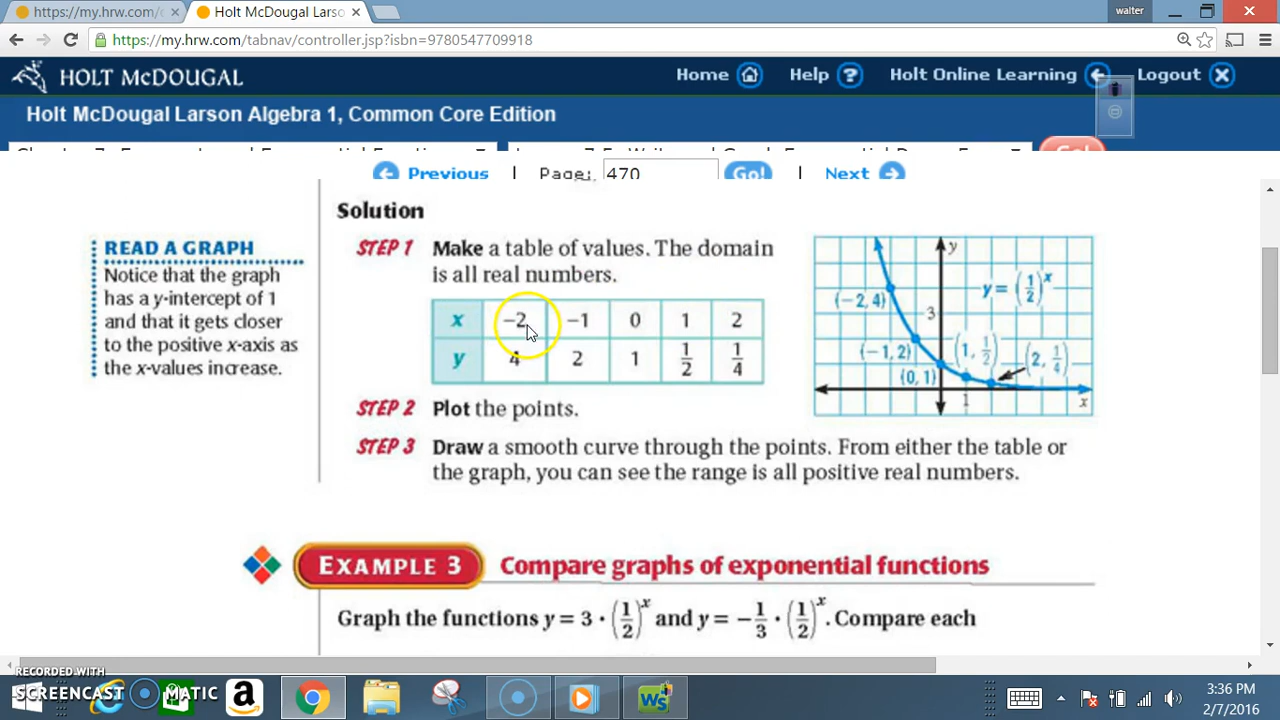 https://my.hrw.com/
Holt McDougal Larso
walter
https://my.hrw.com/tabnav/controller.jsp?isbn=9780547709918
HOLT MCDOUGAL
Home
Help
Holt Online Learning
Logout
Holt McDougal Larson Algebra 1, Common Core Edition
Previous | Page: 470 Go! | Next
Solution
READ A GRAPH
Notice that the graph
has a y-intercept of 1
and that it gets closer
to the positive x-axis as
the x-values increase.
STEP 1 Make a table of values. The domain
is all real numbers.
x −2 −1 0 1 2
y 4 2 1 1/2 1/4
y
y = (1/2)^x
(−2, 4)
3
(−1, 2)
(1, 1/2)
(2, 1/4)
(0, 1)
1
x
STEP 2 Plot the points.
STEP 3 Draw a smooth curve through the points. From either the table or
the graph, you can see the range is all positive real numbers.
EXAMPLE 3 Compare graphs of exponential functions
Graph the functions y = 3 · (1/2)^x and y = −1/3 · (1/2)^x. Compare each
RECORDED WITH
SCREENCAST MATIC
3:36 PM
2/7/2016